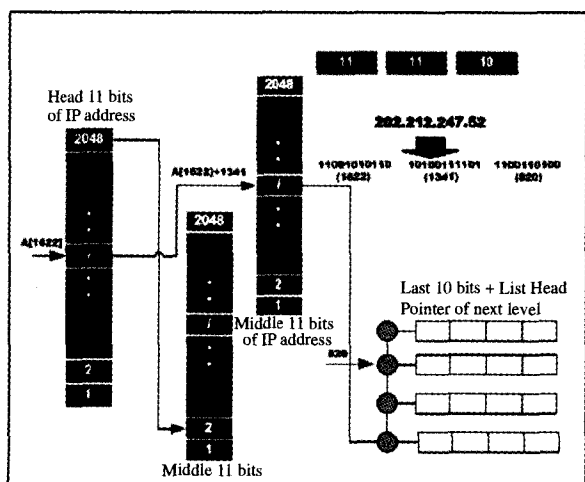 11 11 10
2048
Head 11 bits
of IP address
2048
202.212.247.52
11001010110 10100111101 1100110100
(1622) (1341) (820)
A[1622]+1341
i
2048
A[1622]
i
2
1
Middle 11 bits
of IP address
i
Last 10 bits + List Head
Pointer of next level
820
2
1
2
1
Middle 11 bits